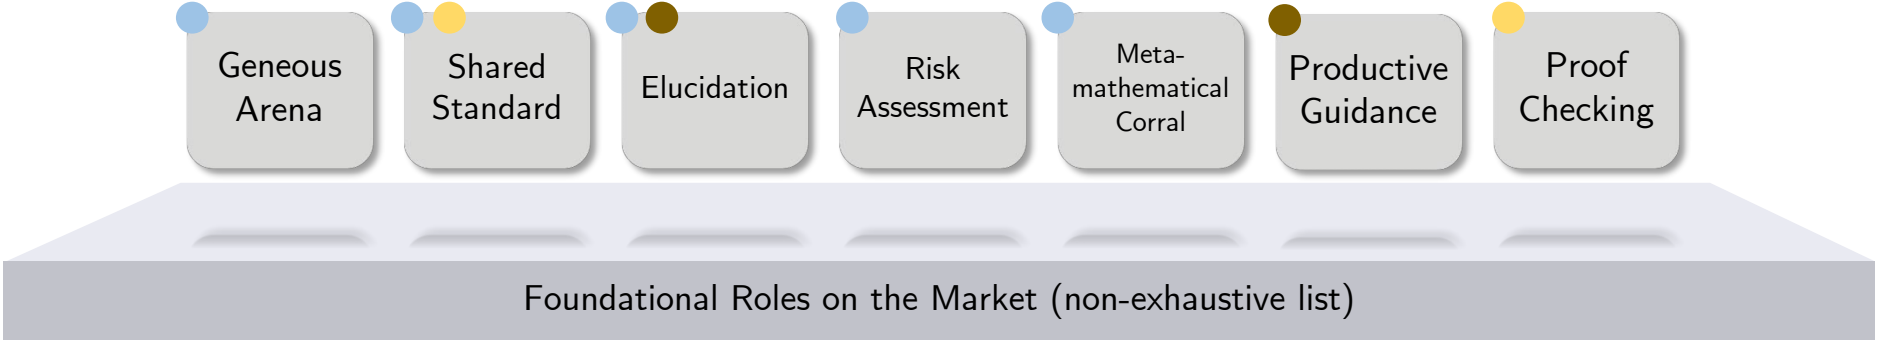 Geneous
Arena
Shared
Standard
Elucidation
Risk
Assessment
Meta-
mathematical
Corral
Productive
Guidance
Proof
Checking
Foundational Roles on the Market (non-exhaustive list)